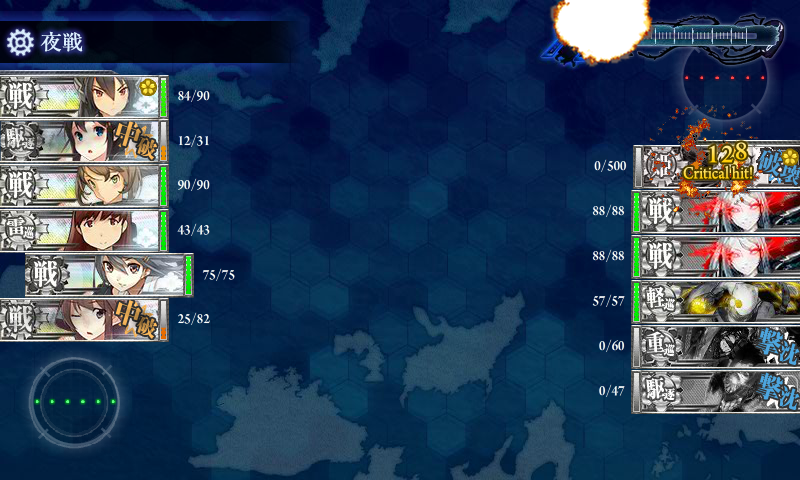 夜戦
戦 84/90
駆逐 中破 12/31
戦 90/90
雷巡 43/43
戦 75/75
戦 中破 25/82
128
Critical hit!
0/500 姫 破壊
88/88 戦
88/88 戦
57/57 軽巡
0/60 重巡 撃沈
0/47 駆逐 撃沈